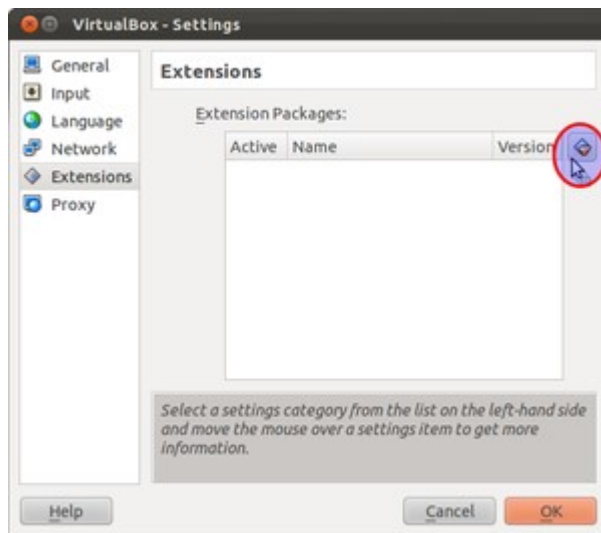 VirtualBox - Settings
General
Input
Language
Network
Extensions
Proxy
Extensions
Extension Packages:
Active Name Version
Select a settings category from the list on the left-hand side
and move the mouse over a settings item to get more
information.
Help Cancel OK